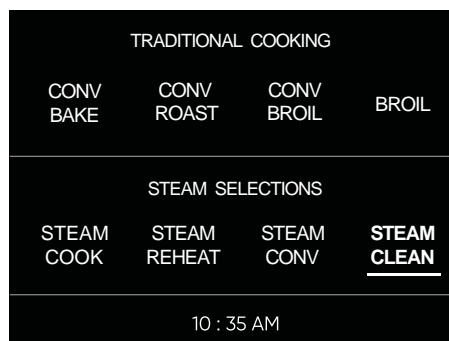 TRADITIONAL COOKING
CONV CONV CONV
BAKE ROAST BROIL BROIL
STEAM SELECTIONS
STEAM STEAM STEAM STEAM
COOK REHEAT CONV CLEAN
10 : 35 AM